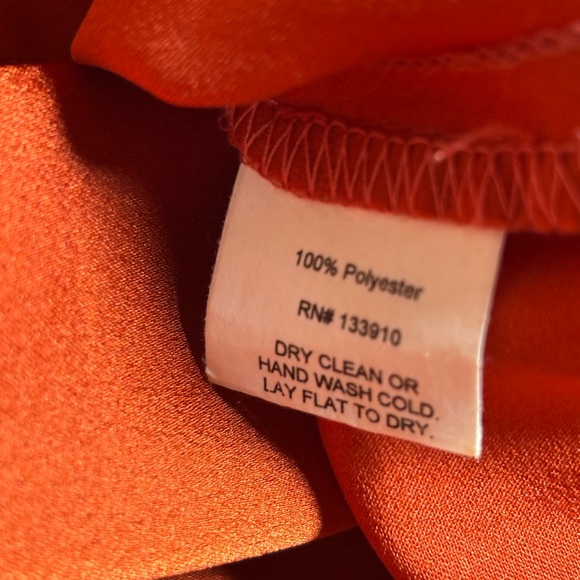 100% Polyester
RN# 133910
DRY CLEAN OR
HAND WASH COLD.
LAY FLAT TO DRY.